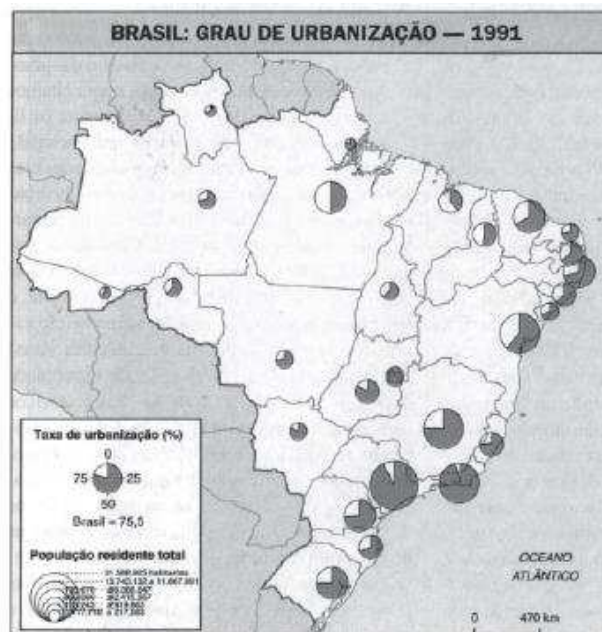 BRASIL: GRAU DE URBANIZAÇÃO — 1991
Taxa de urbanização (%)
0
75
25
50
Brasil = 75,5
População residente total
OCEANO
ATLÂNTICO
0 470 km